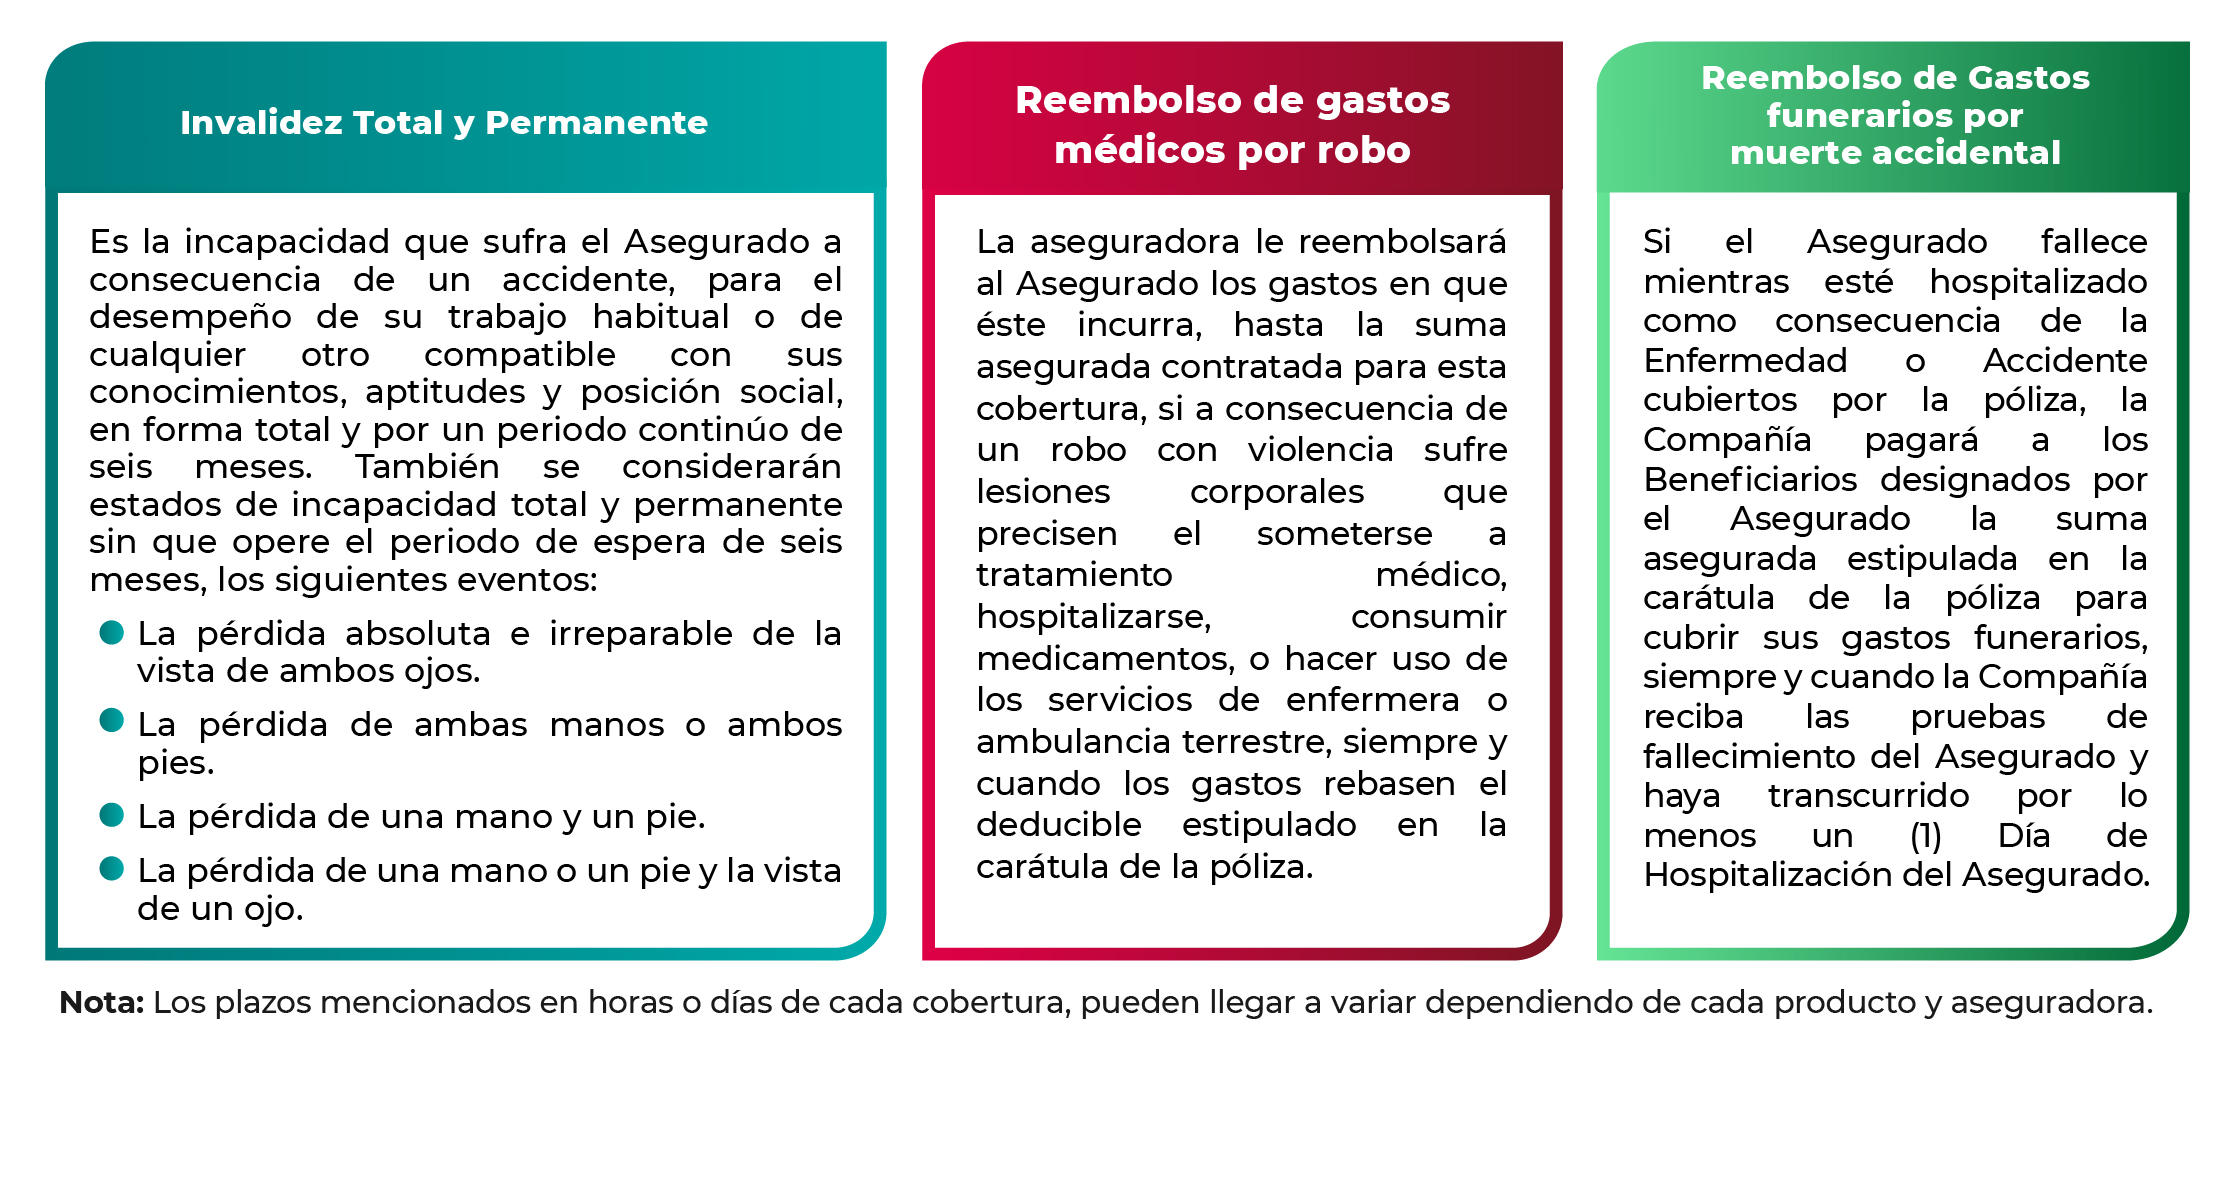 Invalidez Total y Permanente
Es la incapacidad que sufra el Asegurado a
consecuencia de un accidente, para el
desempeño de su trabajo habitual o de
cualquier otro compatible con sus
conocimientos, aptitudes y posición social,
en forma total y por un periodo continúo de
seis meses. También se considerarán
estados de incapacidad total y permanente
sin que opere el periodo de espera de seis
meses, los siguientes eventos:
La pérdida absoluta e irreparable de la
vista de ambos ojos.
La pérdida de ambas manos o ambos
pies.
La pérdida de una mano y un pie.
La pérdida de una mano o un pie y la vista
de un ojo.
Reembolso de gastos
médicos por robo
La aseguradora le reembolsará
al Asegurado los gastos en que
éste incurra, hasta la suma
asegurada contratada para esta
cobertura, si a consecuencia de
un robo con violencia sufre
lesiones corporales que
precisen el someterse a
tratamiento médico,
hospitalizarse, consumir
medicamentos, o hacer uso de
los servicios de enfermera o
ambulancia terrestre, siempre y
cuando los gastos rebasen el
deducible estipulado en la
carátula de la póliza.
Reembolso de Gastos
funerarios por
muerte accidental
Si el Asegurado fallece
mientras esté hospitalizado
como consecuencia de la
Enfermedad o Accidente
cubiertos por la póliza, la
Compañía pagará a los
Beneficiarios designados por
el Asegurado la suma
asegurada estipulada en la
carátula de la póliza para
cubrir sus gastos funerarios,
siempre y cuando la Compañía
reciba las pruebas de
fallecimiento del Asegurado y
haya transcurrido por lo
menos un (1) Día de
Hospitalización del Asegurado.
Nota: Los plazos mencionados en horas o días de cada cobertura, pueden llegar a variar dependiendo de cada producto y aseguradora.